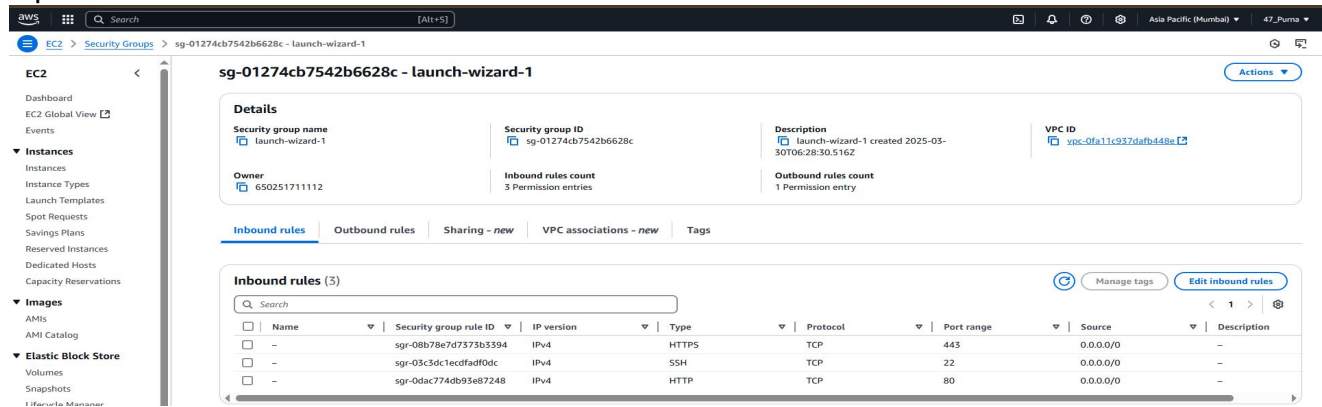 aws Search [Alt+S] Asia Pacific (Mumbai) 47_Purna
EC2 > Security Groups > sg-01274cb7542b6628c - launch-wizard-1
EC2
Dashboard
EC2 Global View
Events
Instances
Instances
Instance Types
Launch Templates
Spot Requests
Savings Plans
Reserved Instances
Dedicated Hosts
Capacity Reservations
Images
AMIs
AMI Catalog
Elastic Block Store
Volumes
Snapshots
Lifecycle Manager
sg-01274cb7542b6628c - launch-wizard-1 Actions
Details
Security group name Security group ID Description VPC ID
launch-wizard-1 sg-01274cb7542b6628c launch-wizard-1 created 2025-03- vpc-0fa11c937dafb448e
30T06:28:30.516Z
Owner Inbound rules count Outbound rules count
650251711112 3 Permission entries 1 Permission entry
Inbound rules Outbound rules Sharing - new VPC associations - new Tags
Inbound rules (3) Manage tags Edit inbound rules
Search < 1 >
Name Security group rule ID IP version Type Protocol Port range Source Description
– sgr-08b78e7d7373b3394 IPv4 HTTPS TCP 443 0.0.0.0/0 –
– sgr-03c3dc1ecdfadf0dc IPv4 SSH TCP 22 0.0.0.0/0 –
– sgr-0dac774db93e87248 IPv4 HTTP TCP 80 0.0.0.0/0 –